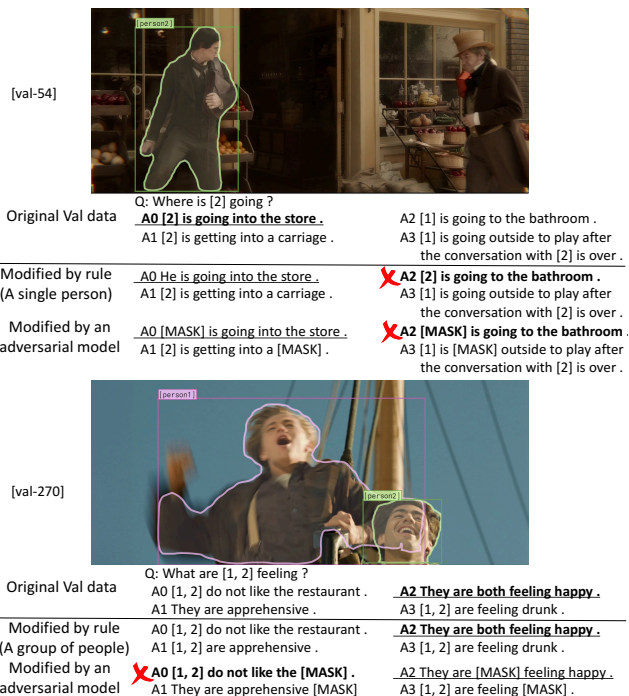 [person2]
[val-54]
Q: Where is [2] going ?
Original Val data
A0 [2] is going into the store .
A2 [1] is going to the bathroom .
A1 [2] is getting into a carriage .
A3 [1] is going outside to play after
the conversation with [2] is over .
Modified by rule
(A single person)
A0 He is going into the store .
A2 [2] is going to the bathroom .
A1 [2] is getting into a carriage .
A3 [1] is going outside to play after
the conversation with [2] is over .
Modified by an
adversarial model
A0 [MASK] is going into the store .
A2 [MASK] is going to the bathroom .
A1 [2] is getting into a [MASK] .
A3 [1] is [MASK] outside to play after
the conversation with [2] is over .
[person1]
[person2]
[val-270]
Q: What are [1, 2] feeling ?
Original Val data
A0 [1, 2] do not like the restaurant .
A2 They are both feeling happy .
A1 They are apprehensive .
A3 [1, 2] are feeling drunk .
Modified by rule
(A group of people)
A0 [1, 2] do not like the restaurant .
A2 They are both feeling happy .
A1 [1, 2] are apprehensive .
A3 [1, 2] are feeling drunk .
Modified by an
adversarial model
A0 [1, 2] do not like the [MASK] .
A2 They are [MASK] feeling happy .
A1 They are apprehensive [MASK]
A3 [1, 2] are feeling [MASK] .